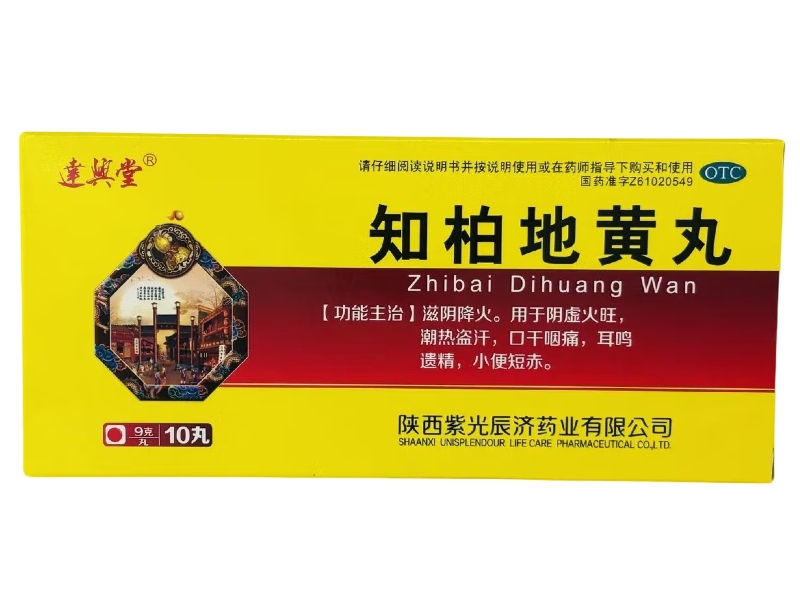 達興堂®
请仔细阅读说明书并按说明使用或在药师指导下购买和使用
国药准字Z61020549
OTC
知柏地黄丸
Zhibai Dihuang Wan
【功能主治】滋阴降火。用于阴虚火旺，
潮热盗汗，口干咽痛，耳鸣
遗精，小便短赤。
9克/丸 10丸
陕西紫光辰济药业有限公司
SHAANXI UNISPLENDOUR LIFE CARE PHARMACEUTICAL CO.,LTD.